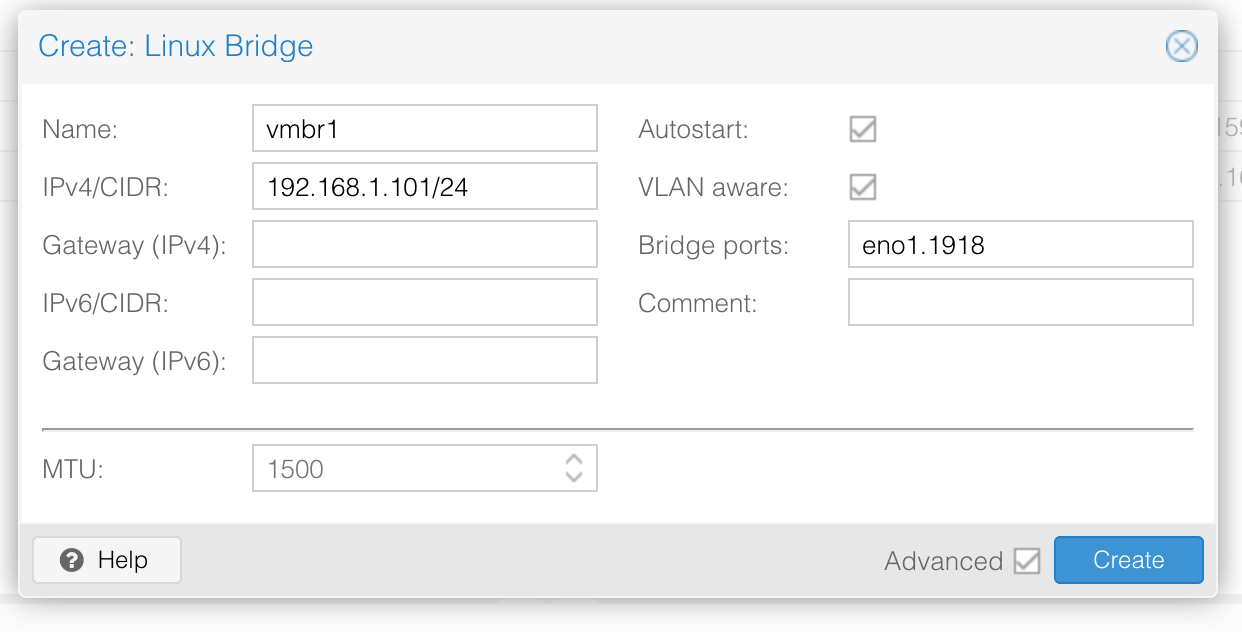 Create: Linux Bridge
Name: vmbr1
Autostart:
IPv4/CIDR: 192.168.1.101/24
VLAN aware:
Gateway (IPv4):
Bridge ports: eno1.1918
IPv6/CIDR:
Comment:
Gateway (IPv6):
MTU: 1500
Help
Advanced
Create